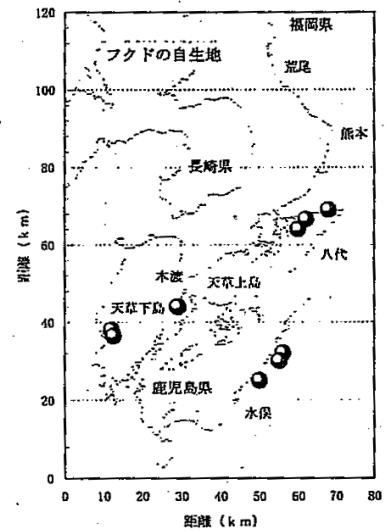 120
100
80
60
40
20
0
距離 (km)
フクドの自生地
福岡県
荒尾
熊本
長崎県
八代
本渡
天草上島
天草下島
鹿児島県
水俣
0 10 20 30 40 50 60 70 80
距離 (km)